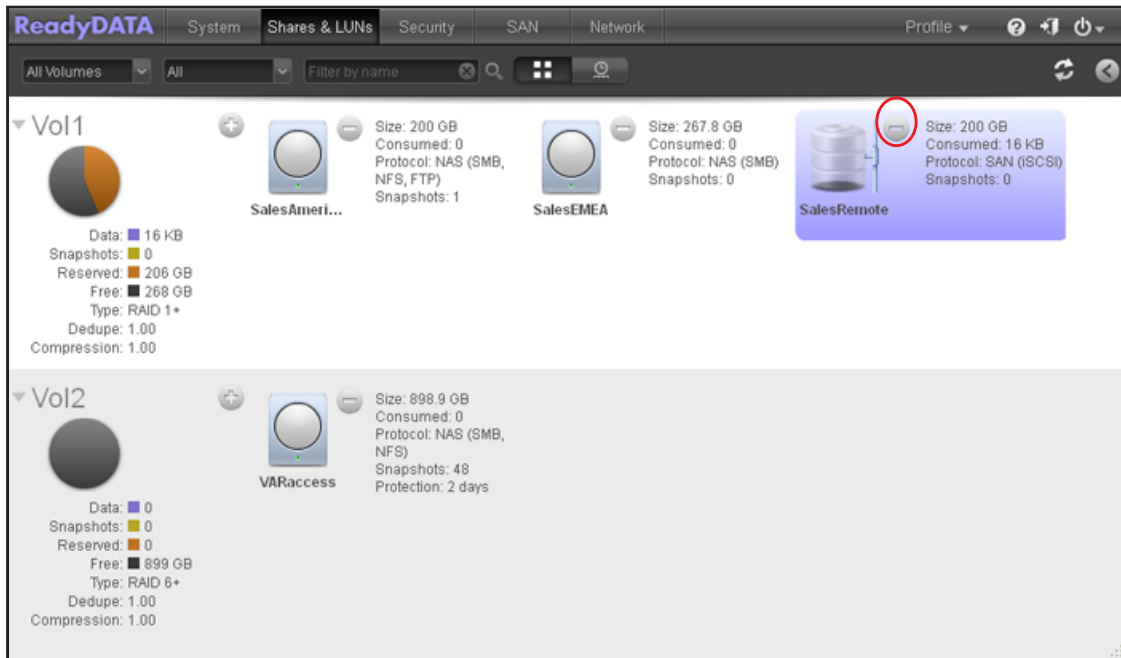 ReadyDATA System Shares & LUNs Security SAN Network Profile
All Volumes All Filter by name
Vol1
Data: 16 KB
Snapshots: 0
Reserved: 206 GB
Free: 268 GB
Type: RAID 1+
Dedupe: 1.00
Compression: 1.00
SalesAmeri...
Size: 200 GB
Consumed: 0
Protocol: NAS (SMB,
NFS, FTP)
Snapshots: 1
SalesEMEA
Size: 267.8 GB
Consumed: 0
Protocol: NAS (SMB)
Snapshots: 0
SalesRemote
Size: 200 GB
Consumed: 16 KB
Protocol: SAN (iSCSI)
Snapshots: 0
Vol2
Data: 0
Snapshots: 0
Reserved: 0
Free: 899 GB
Type: RAID 6+
Dedupe: 1.00
Compression: 1.00
VARaccess
Size: 898.9 GB
Consumed: 0
Protocol: NAS (SMB,
NFS)
Snapshots: 48
Protection: 2 days